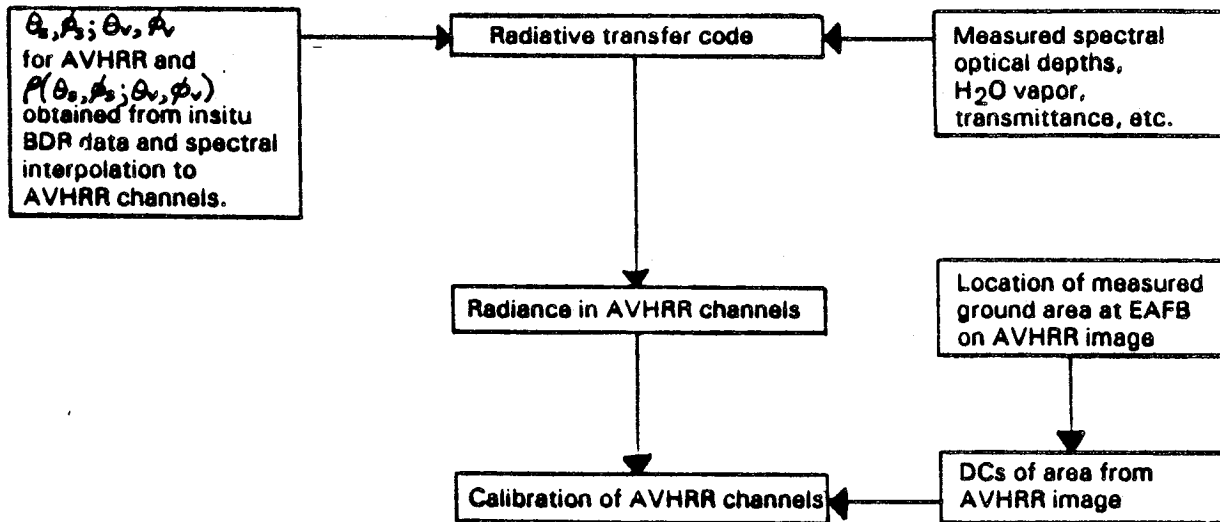 θs,ϕs; θv, ϕv
for AVHRR and
ρ(θs,ϕs;θv,ϕv)
obtained from insitu
BDR data and spectral
interpolation to
AVHRR channels.
Radiative transfer code
Measured spectral
optical depths,
H2O vapor,
transmittance, etc.
Radiance in AVHRR channels
Location of measured
ground area at EAFB
on AVHRR image
Calibration of AVHRR channels
DCs of area from
AVHRR image